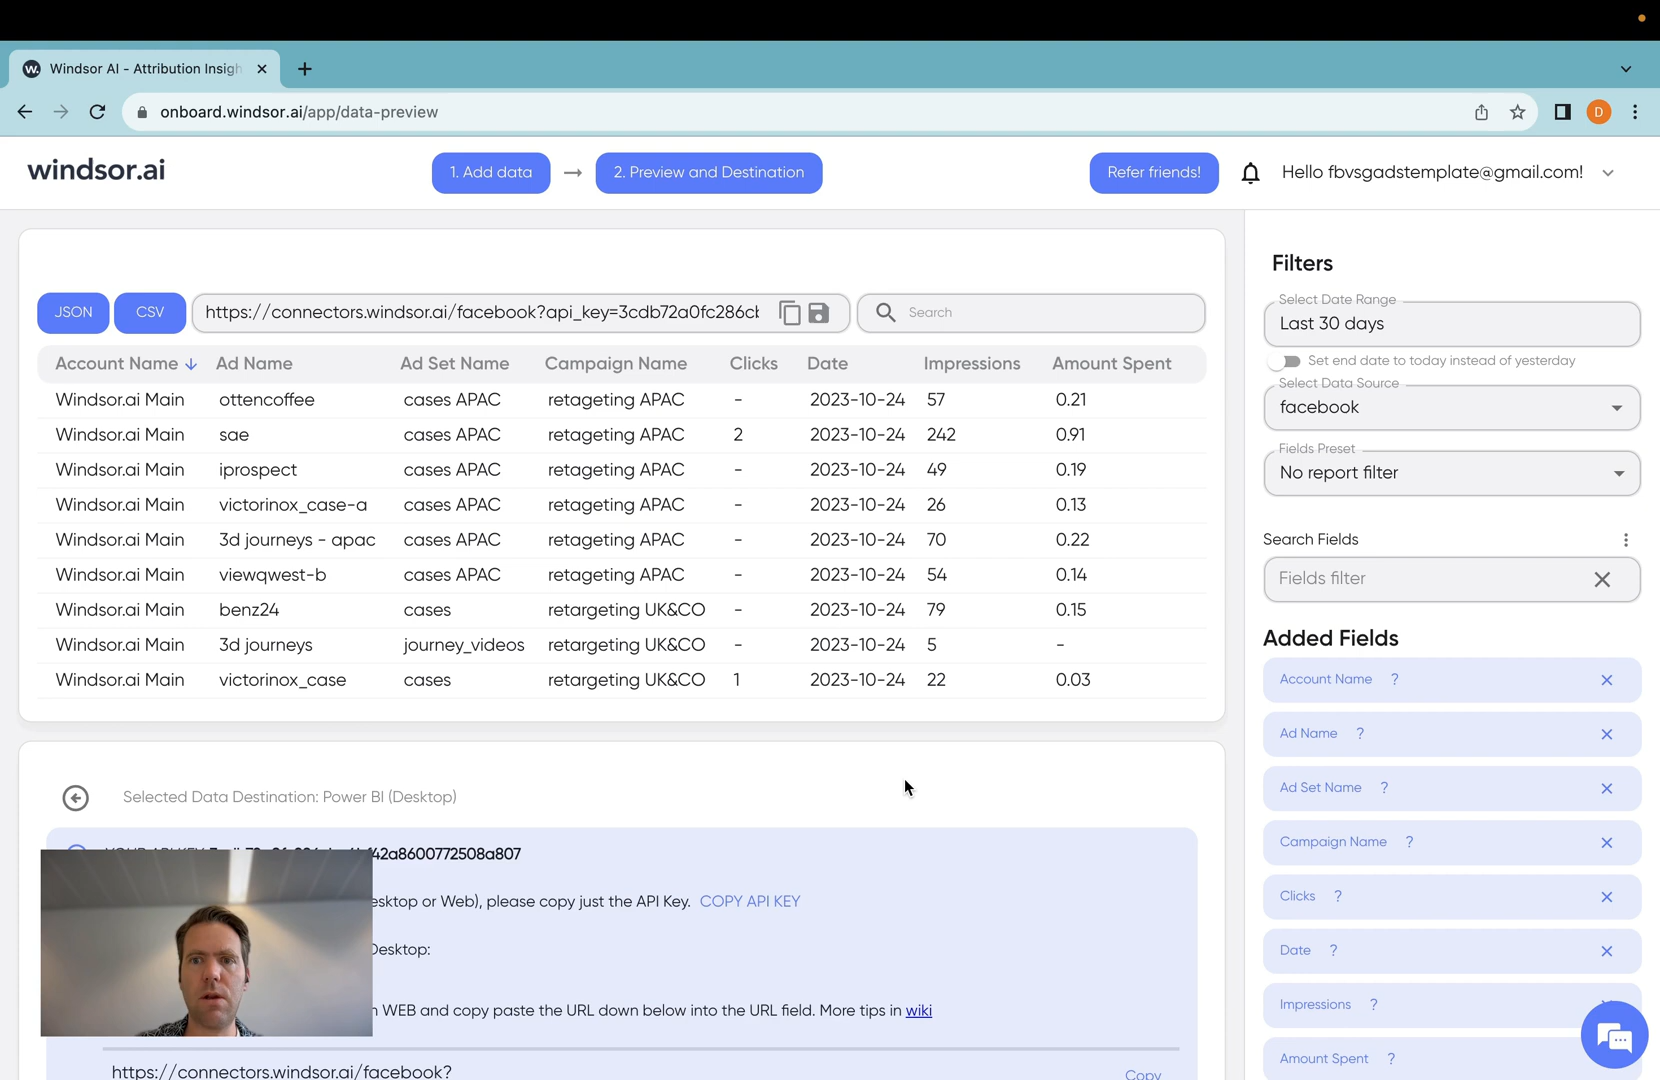 Windsor AI - Attribution Insigh
onboard.windsor.ai/app/data-preview
D
windsor.ai
1. Add data
2. Preview and Destination
Refer friends!
Hello fbvsgadstemplate@gmail.com!
JSON
CSV
https://connectors.windsor.ai/facebook?api_key=3cdb72a0fc286cb
Search
Account Name Ad Name Ad Set Name Campaign Name Clicks Date Impressions Amount Spent
Windsor.ai Main ottencoffee cases APAC retageting APAC - 2023-10-24 57 0.21
Windsor.ai Main sae cases APAC retageting APAC 2 2023-10-24 242 0.91
Windsor.ai Main iprospect cases APAC retageting APAC - 2023-10-24 49 0.19
Windsor.ai Main victorinox_case-a cases APAC retageting APAC - 2023-10-24 26 0.13
Windsor.ai Main 3d journeys - apac cases APAC retageting APAC - 2023-10-24 70 0.22
Windsor.ai Main viewqwest-b cases APAC retageting APAC - 2023-10-24 54 0.14
Windsor.ai Main benz24 cases retargeting UK&CO - 2023-10-24 79 0.15
Windsor.ai Main 3d journeys journey_videos retargeting UK&CO - 2023-10-24 5 -
Windsor.ai Main victorinox_case cases retargeting UK&CO 1 2023-10-24 22 0.03
Selected Data Destination: Power BI (Desktop)
42a8600772508a807
esktop or Web), please copy just the API Key. COPY API KEY
Desktop:
WEB and copy paste the URL down below into the URL field. More tips in wiki
https://connectors.windsor.ai/facebook?
Copy
Filters
Select Date Range
Last 30 days
Set end date to today instead of yesterday
Select Data Source
facebook
Fields Preset
No report filter
Search Fields
Fields filter
Added Fields
Account Name ?
Ad Name ?
Ad Set Name ?
Campaign Name ?
Clicks ?
Date ?
Impressions ?
Amount Spent ?